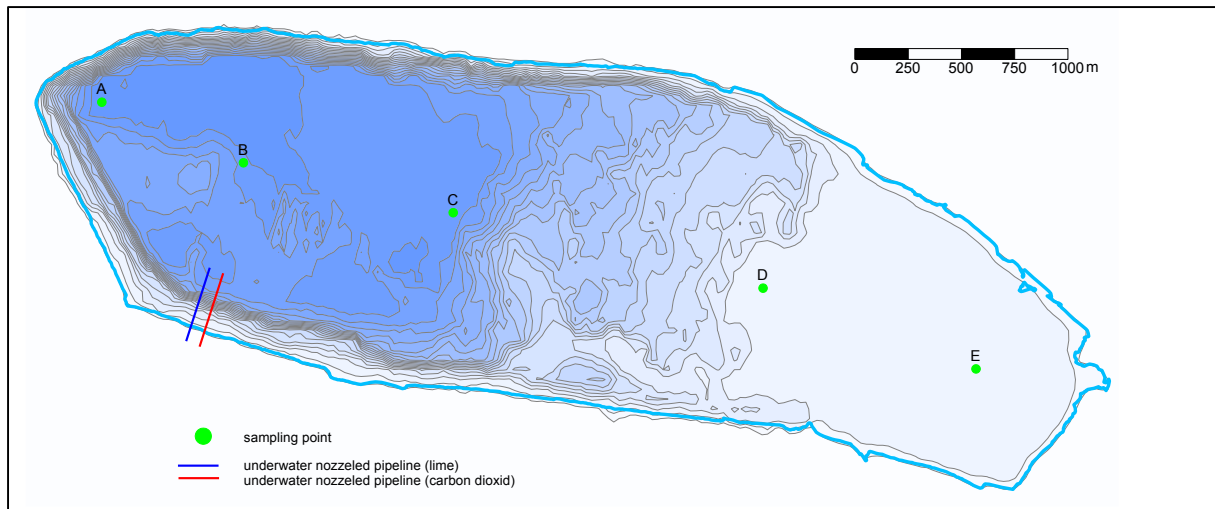 0 250 500 750 1000 m
A
B
C
D
E
sampling point
underwater nozzeled pipeline (lime)
underwater nozzeled pipeline (carbon dioxid)